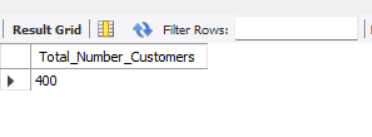 Result Grid Filter Rows:
Total_Number_Customers
400